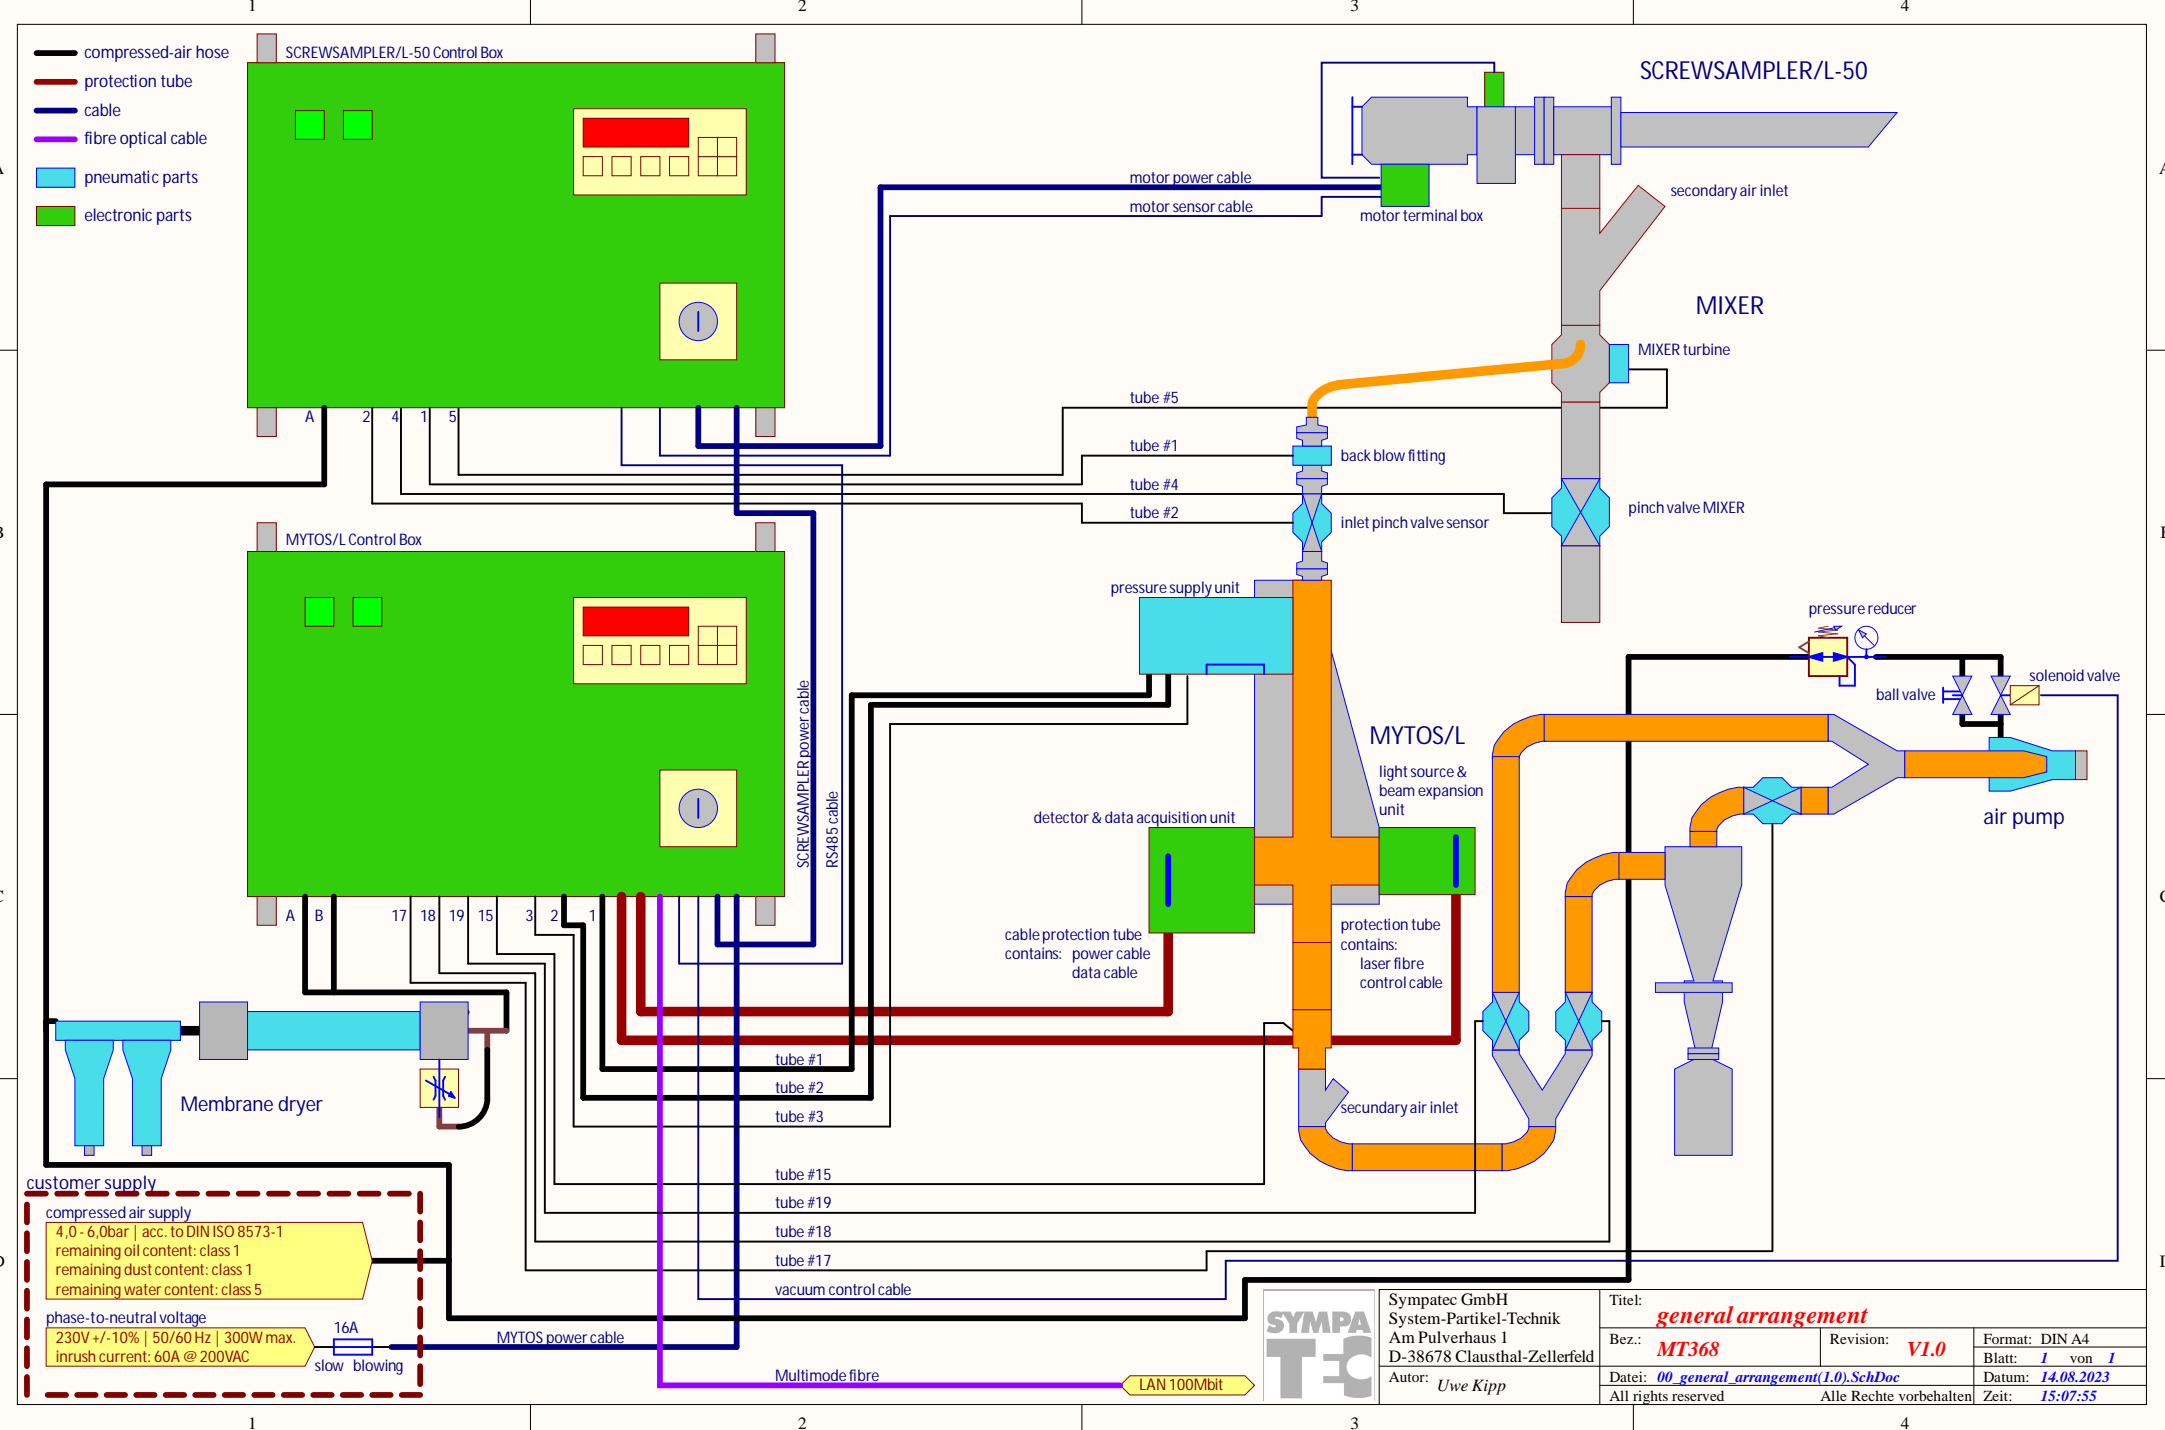 1
2
3
4
compressed-air hose
protection tube
cable
fibre optical cable
pneumatic parts
electronic parts
SCREWSAMPLER/L-50 Control Box
A
2
4
1
5
SCREWSAMPLER/L-50
motor power cable
motor sensor cable
motor terminal box
secondary air inlet
MIXER
MIXER turbine
tube #5
tube #1
back blow fitting
tube #4
tube #2
inlet pinch valve sensor
pinch valve MIXER
MYTOS/L Control Box
SCREWSAMPLER power cable
RS485 cable
A
B
17
18
19
15
3
2
1
pressure supply unit
pressure reducer
solenoid valve
ball valve
MYTOS/L
light source &
beam expansion
unit
detector & data acquisition unit
air pump
cable protection tube
contains: power cable
data cable
protection tube
contains:
laser fibre
control cable
Membrane dryer
tube #1
tube #2
tube #3
secundary air inlet
tube #15
tube #19
tube #18
tube #17
vacuum control cable
customer supply
compressed air supply
4,0 - 6,0bar | acc. to DIN ISO 8573-1
remaining oil content: class 1
remaining dust content: class 1
remaining water content: class 5
phase-to-neutral voltage
230V +/-10% | 50/60 Hz | 300W max.
inrush current: 60A @ 200VAC
16A
slow blowing
MYTOS power cable
Multimode fibre
LAN 100Mbit
SYMPA
TEC
Sympatec GmbH
System-Partikel-Technik
Am Pulverhaus 1
D-38678 Clausthal-Zellerfeld
Autor: Uwe Kipp
Titel:
general arrangement
Bez.: MT368
Revision: V1.0
Format: DIN A4
Blatt: 1 von 1
Datei: 00_general_arrangement(1.0).SchDoc
Datum: 14.08.2023
All rights reserved
Alle Rechte vorbehalten
Zeit: 15:07:55
1
2
3
4